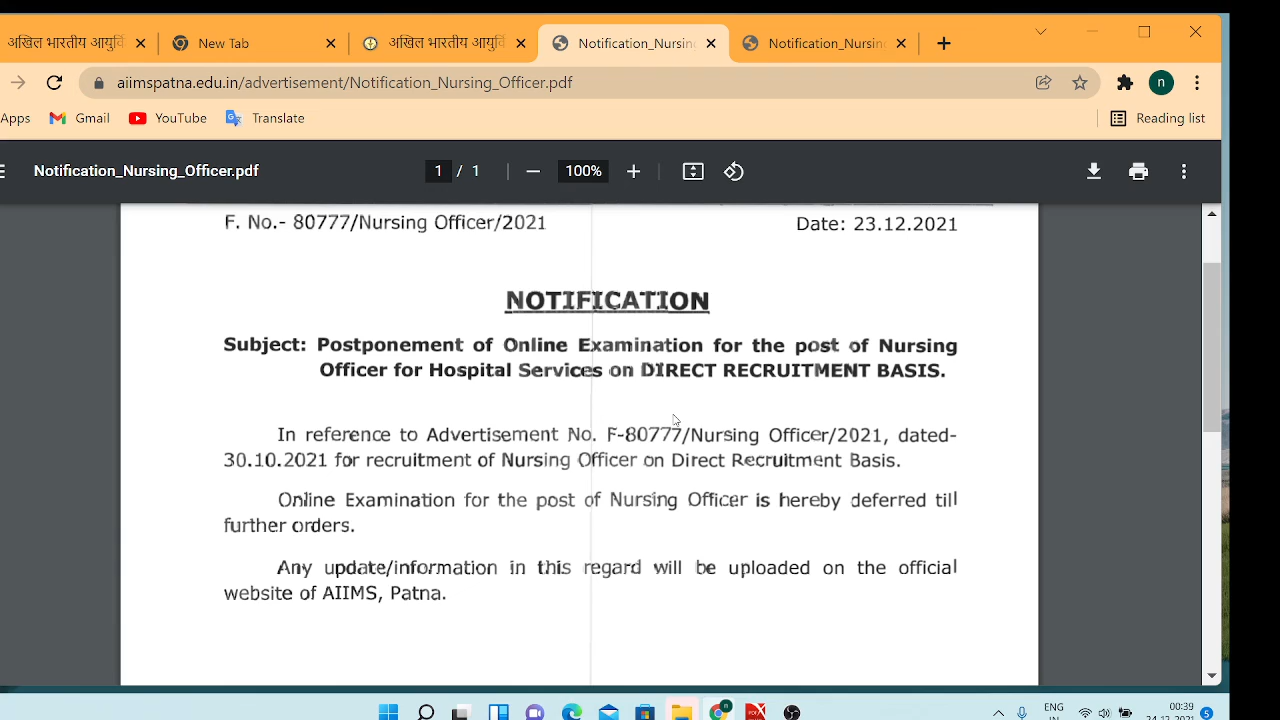 अखिल भारतीय आयुर्वि
New Tab
अखिल भारतीय आयुर्वि
Notification_Nursin
Notification_Nursin
aiimspatna.edu.in/advertisement/Notification_Nursing_Officer.pdf
n
Apps
Gmail
YouTube
Translate
Reading list
Notification_Nursing_Officer.pdf
1 / 1
100%
F. No.- 80777/Nursing Officer/2021
Date: 23.12.2021
NOTIFICATION
Subject: Postponement of Online Examination for the post of Nursing
Officer for Hospital Services on DIRECT RECRUITMENT BASIS.
In reference to Advertisement No. F-80777/Nursing Officer/2021, dated-
30.10.2021 for recruitment of Nursing Officer on Direct Recruitment Basis.
Online Examination for the post of Nursing Officer is hereby deferred till
further orders.
Any update/information in this regard will be uploaded on the official
website of AIIMS, Patna.
ENG
IN
00:39
24-12-2021
5